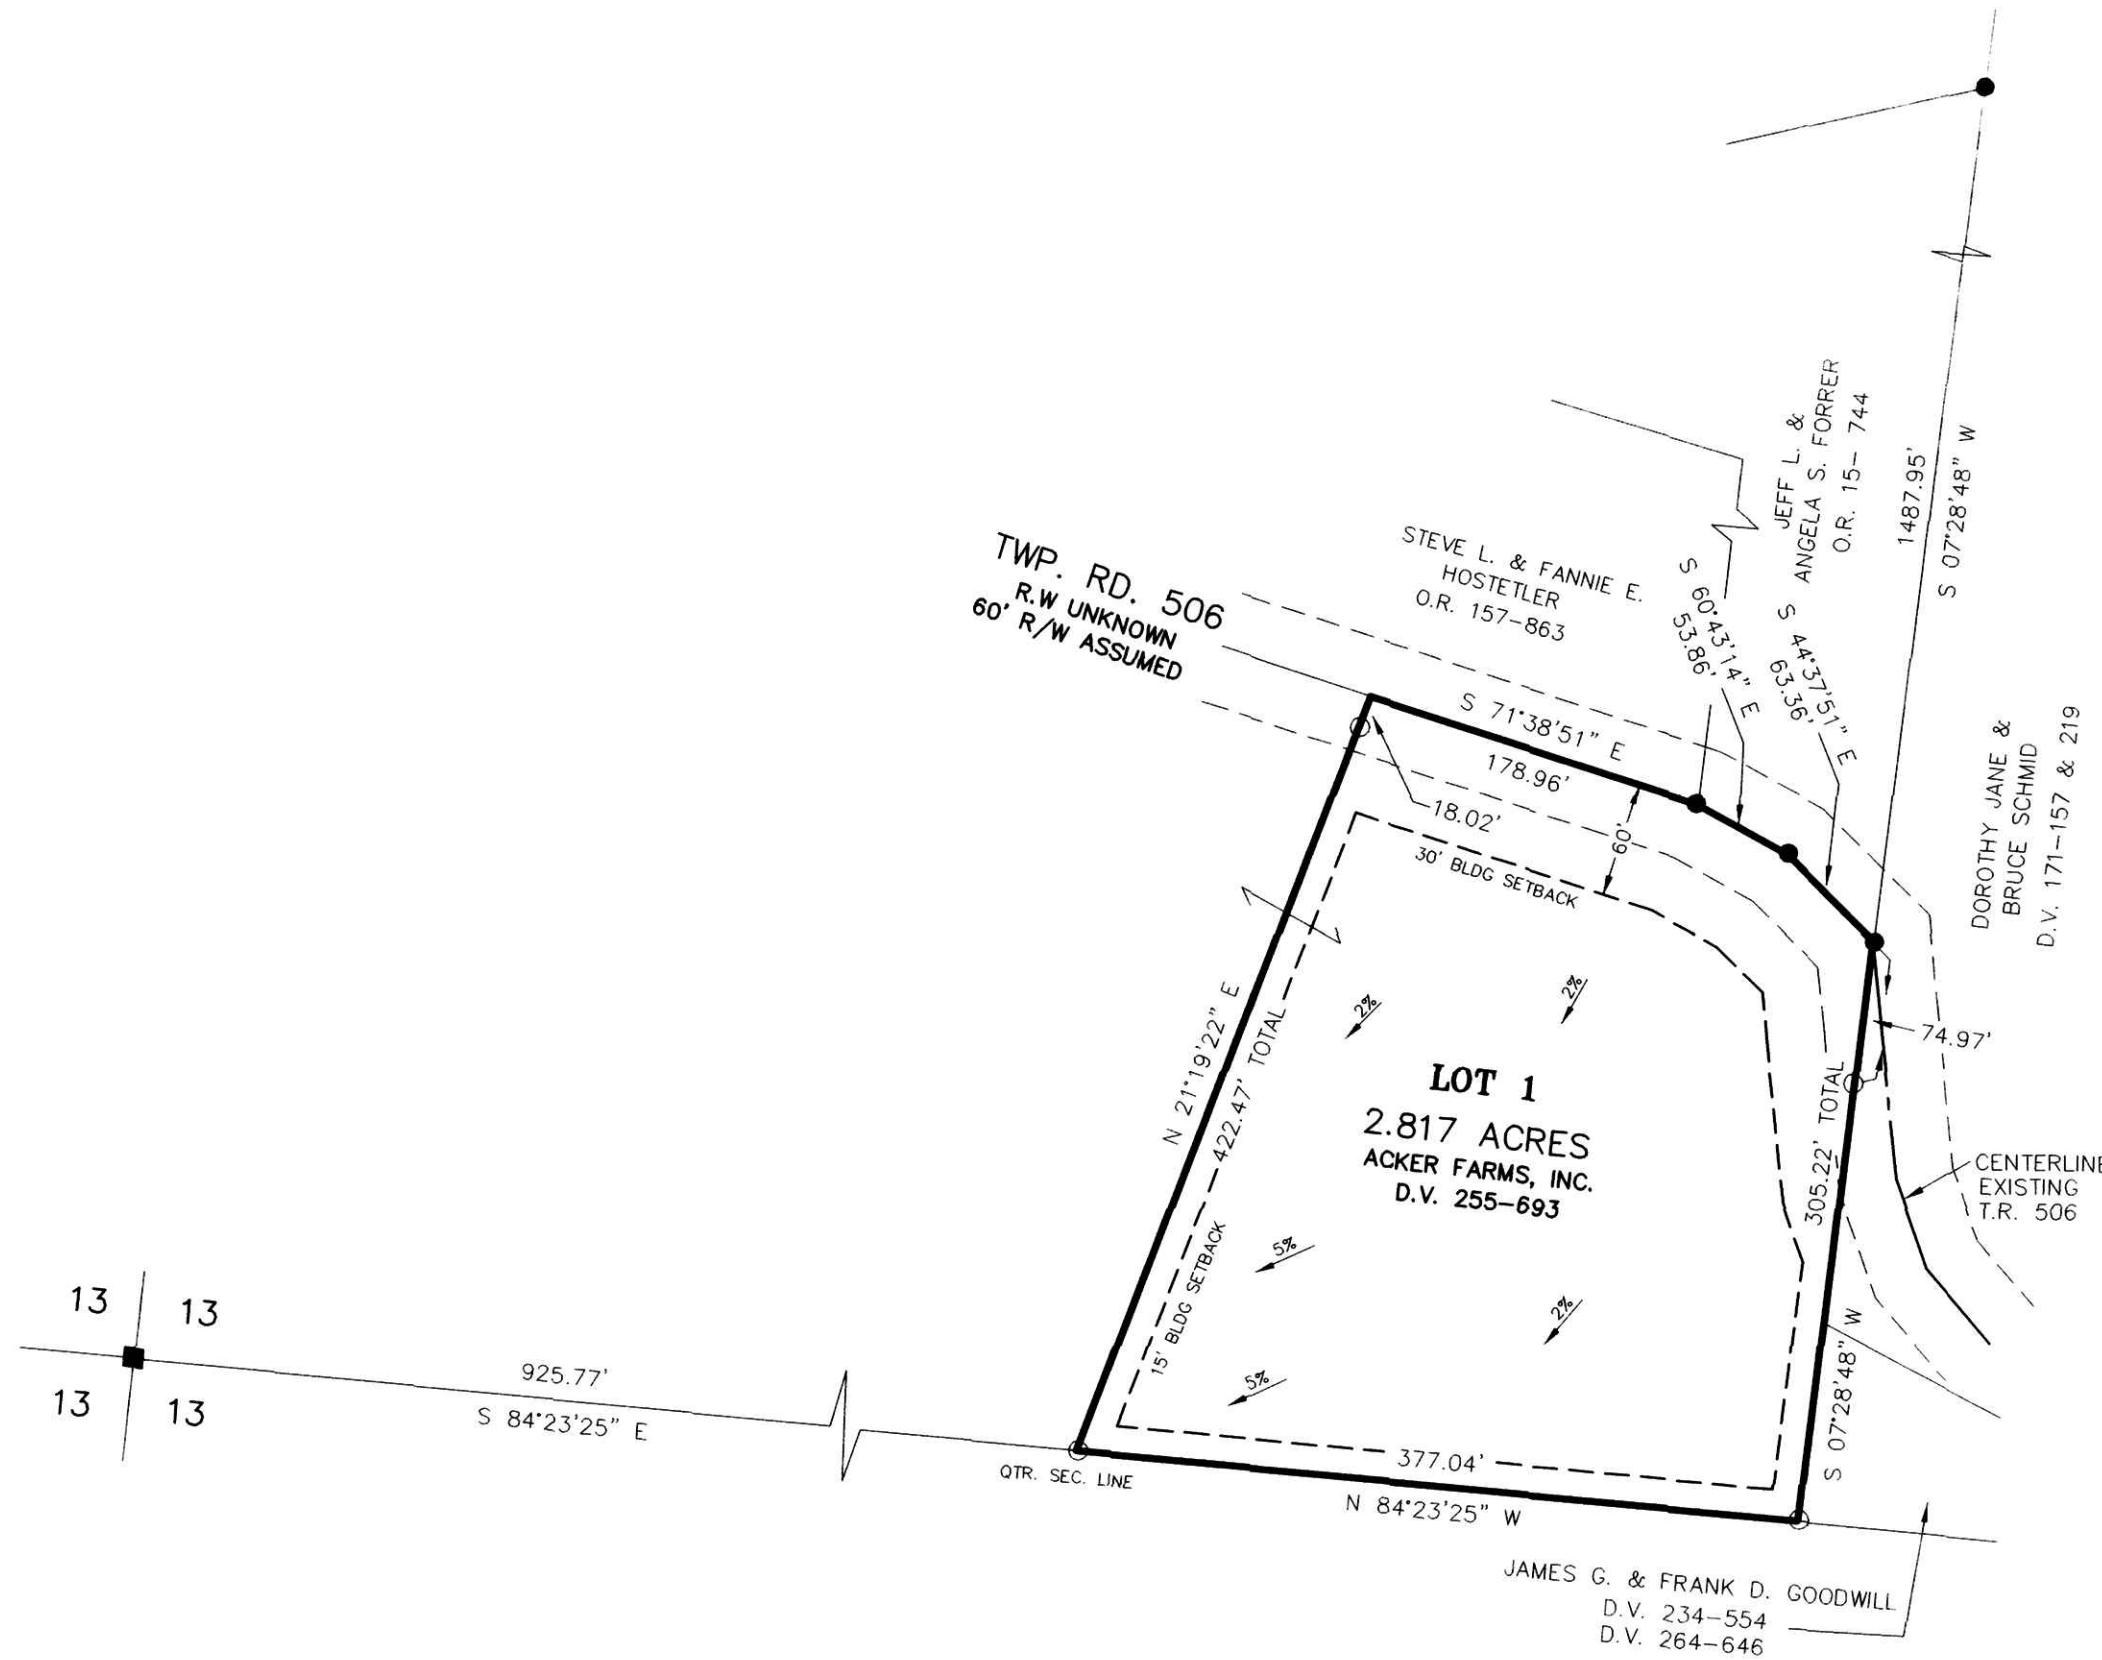 JEFF L. &
ANGELA S. FORRER
O.R. 15- 744
1487.95'
S 07°28'48" W
STEVE L. & FANNIE E.
HOSTETLER
O.R. 157-863
S 60°43'14" E
53.86'
S 44°37'51" E
63.36'
TWP. RD. 506
R.W UNKNOWN
60' R/W ASSUMED
S 71°38'51" E
178.96'
18.02'
60'
30' BLDG SETBACK
DOROTHY JANE &
BRUCE SCHMID
D.V. 171-157 & 219
2%
2%
74.97'
N 21°19'22" E
422.47' TOTAL
LOT 1
2.817 ACRES
ACKER FARMS, INC.
D.V. 255-693
305.22' TOTAL
CENTERLINE
EXISTING
T.R. 506
5%
15' BLDG SETBACK
2%
5%
S 07°28'48" W
13
13
13
13
925.77'
S 84°23'25" E
QTR. SEC. LINE
377.04'
N 84°23'25" W
JAMES G. & FRANK D. GOODWILL
D.V. 234-554
D.V. 264-646